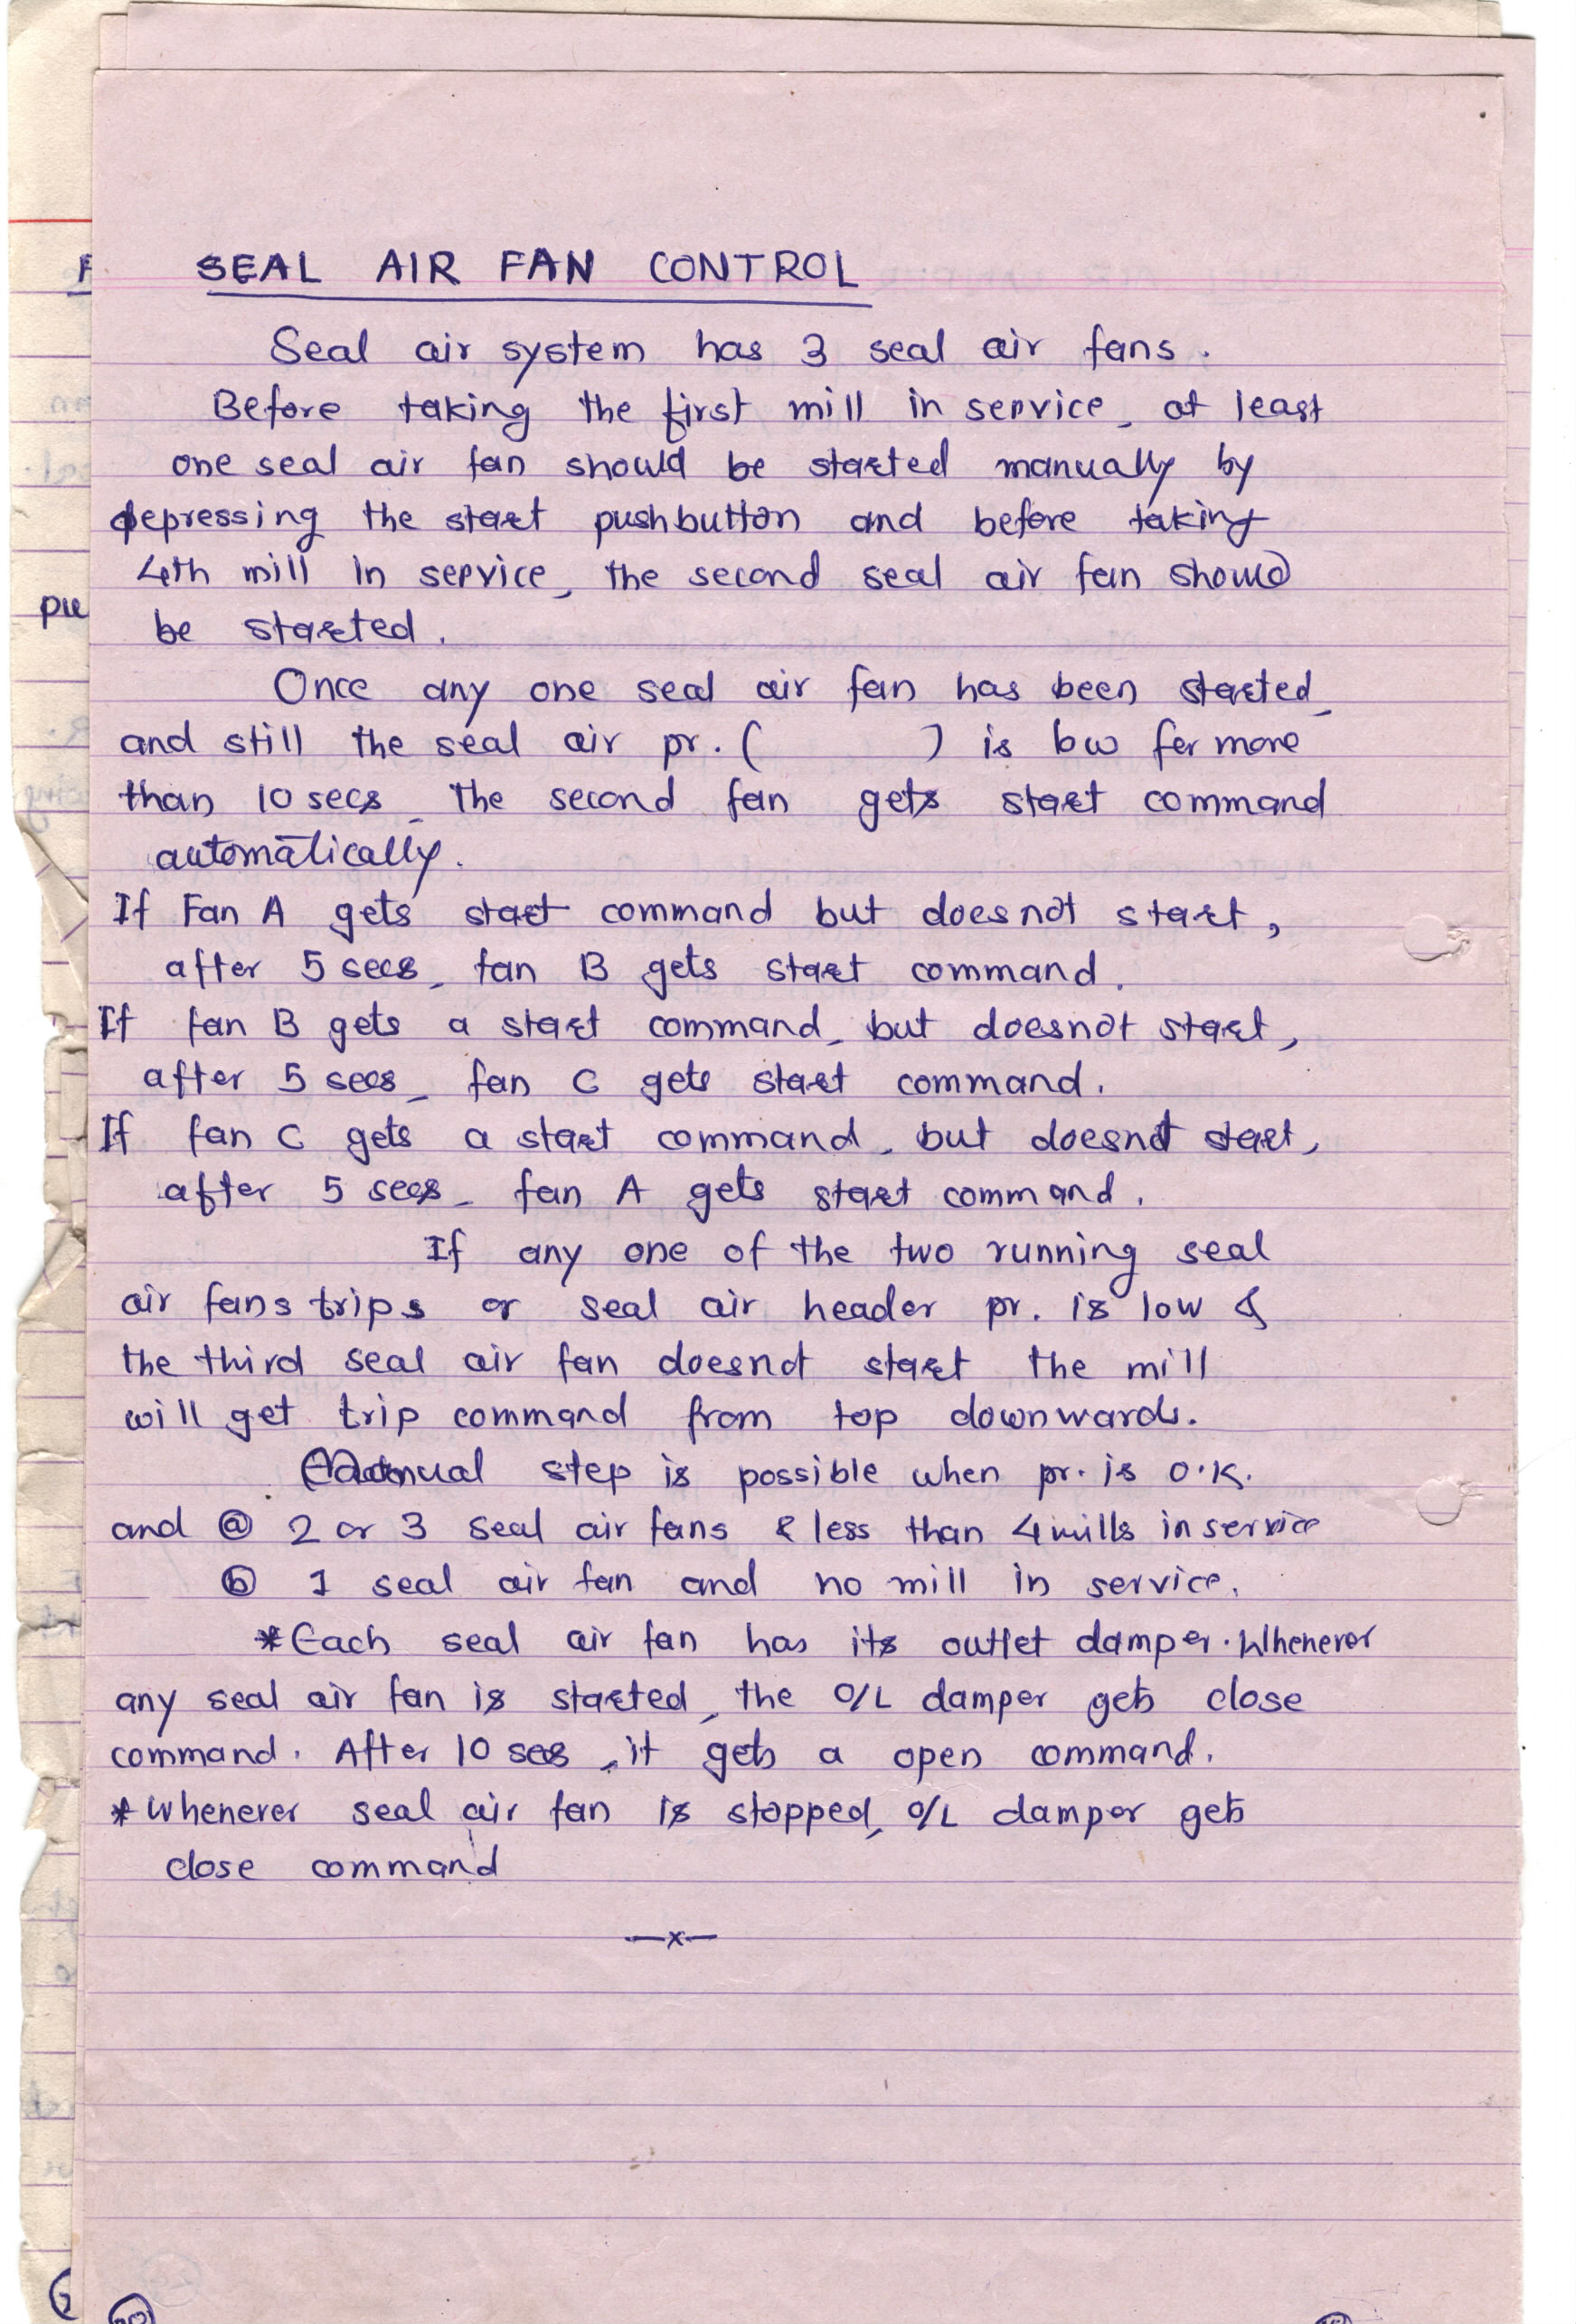 SEAL AIR FAN CONTROL
Seal air system has 3 seal air fans.
Before taking the first mill in service, at least
one seal air fan should be started manually by
depressing the start pushbutton and before taking
4th mill in service, the second seal air fan should
be started.
Once any one seal air fan has been started,
and still the seal air pr. (          ) is low for more
than 10 secs, the second fan gets start command
automatically.
If Fan A gets start command but does not start,
after 5 secs, fan B gets start command.
If fan B gets a start command, but doesnot start,
after 5 secs, fan C gets start command.
If fan C gets a start command, but doesnot start,
after 5 secs, fan A gets start command.
If any one of the two running seal
air fans trips or seal air header pr. is low &
the third seal air fan doesnot start the mill
will get trip command from top downwards.
Manual step is possible when pr. is O.K.
and (a) 2 or 3 seal air fans & less than 4 mills in service
(b) 1 seal air fan and no mill in service.
*Each seal air fan has its outlet damper. Whenever
any seal air fan is started, the O/L damper gets close
command. After 10 secs, it gets a open command.
*Whenever seal air fan is stopped, O/L damper gets
close command
—x—